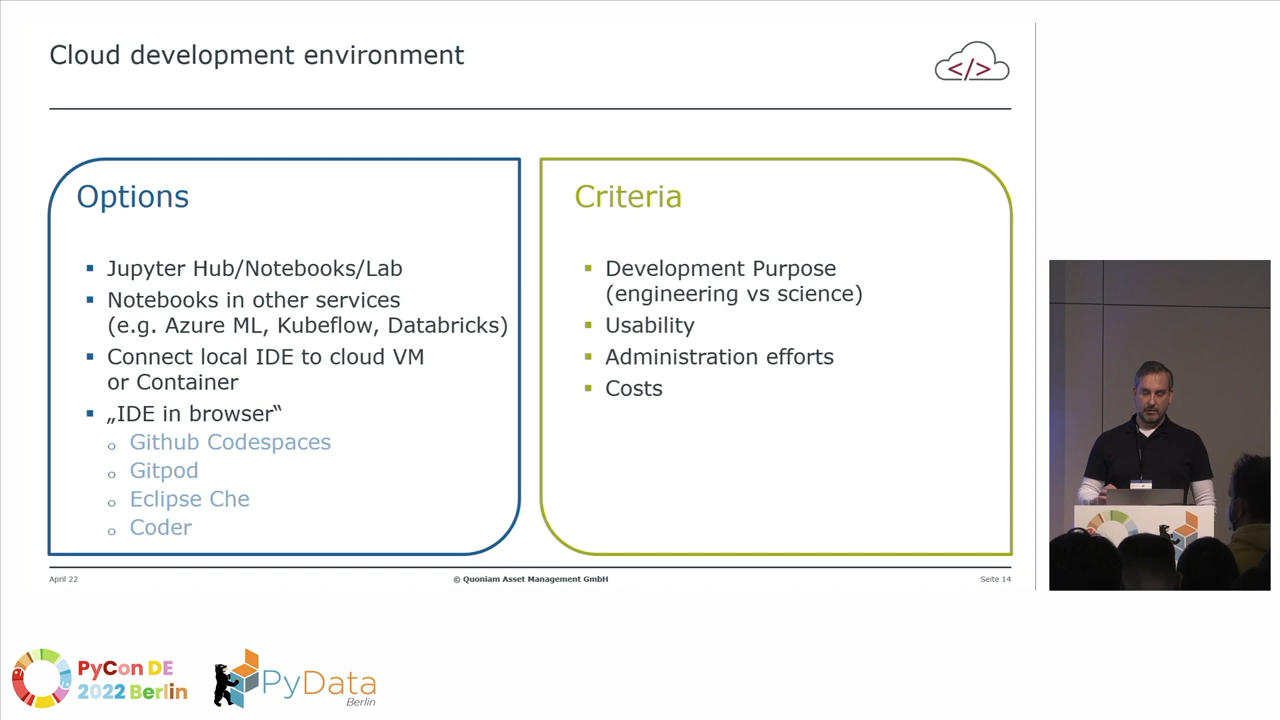 Cloud development environment
</>
Options
▪ Jupyter Hub/Notebooks/Lab
▪ Notebooks in other services
(e.g. Azure ML, Kubeflow, Databricks)
▪ Connect local IDE to cloud VM
or Container
▪ „IDE in browser“
o Github Codespaces
o Gitpod
o Eclipse Che
o Coder
Criteria
▪ Development Purpose
(engineering vs science)
▪ Usability
▪ Administration efforts
▪ Costs
April 22
© Quoniam Asset Management GmbH
Seite 14
PyCon DE
2022 Berlin
PyData
Berlin